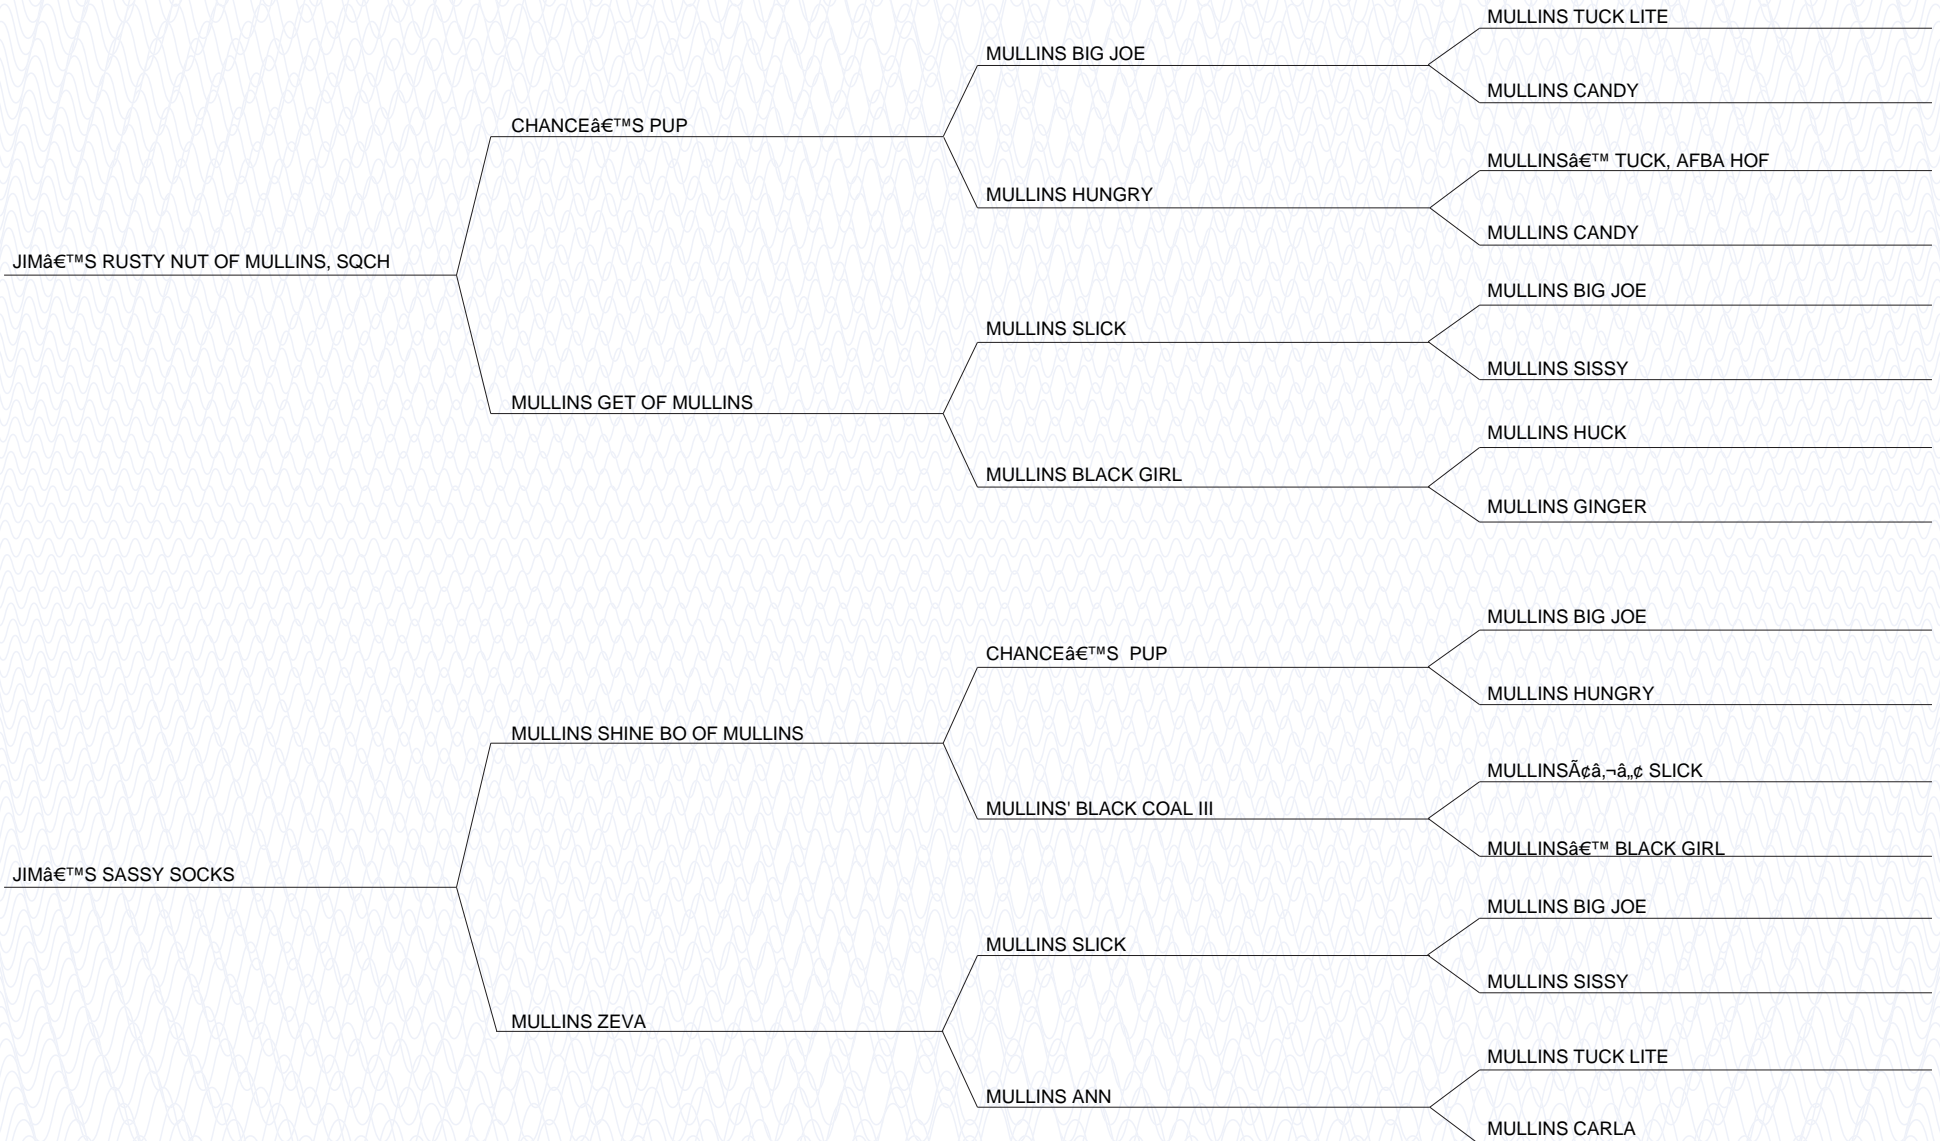 MULLINS TUCK LITE
MULLINS BIG JOE
MULLINS CANDY
CHANCEâ€™S PUP
MULLINSâ€™ TUCK, AFBA HOF
MULLINS HUNGRY
MULLINS CANDY
JIMâ€™S RUSTY NUT OF MULLINS, SQCH
MULLINS BIG JOE
MULLINS SLICK
MULLINS SISSY
MULLINS GET OF MULLINS
MULLINS HUCK
MULLINS BLACK GIRL
MULLINS GINGER
MULLINS BIG JOE
CHANCEâ€™S  PUP
MULLINS HUNGRY
MULLINS SHINE BO OF MULLINS
MULLINSÃ¢â‚¬â„¢ SLICK
MULLINS' BLACK COAL III
MULLINSâ€™ BLACK GIRL
JIMâ€™S SASSY SOCKS
MULLINS BIG JOE
MULLINS SLICK
MULLINS SISSY
MULLINS ZEVA
MULLINS TUCK LITE
MULLINS ANN
MULLINS CARLA